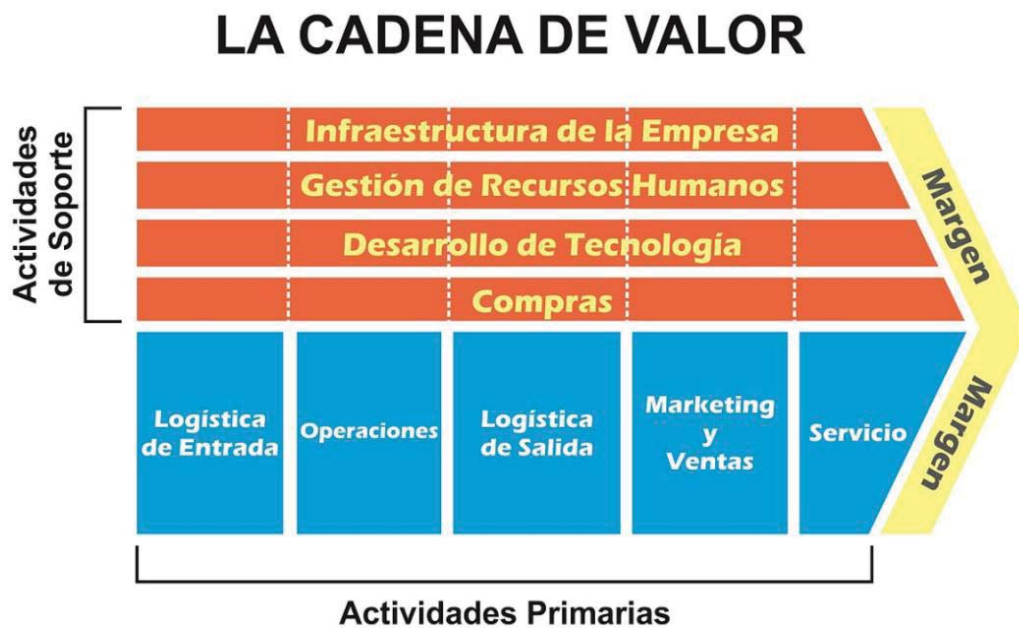 LA CADENA DE VALOR
Actividades
de Soporte
Infraestructura de la Empresa
Gestión de Recursos Humanos
Desarrollo de Tecnología
Compras
Margen
Logística
de Entrada
Operaciones
Logística
de Salida
Marketing
y
Ventas
Servicio
Margen
Actividades Primarias